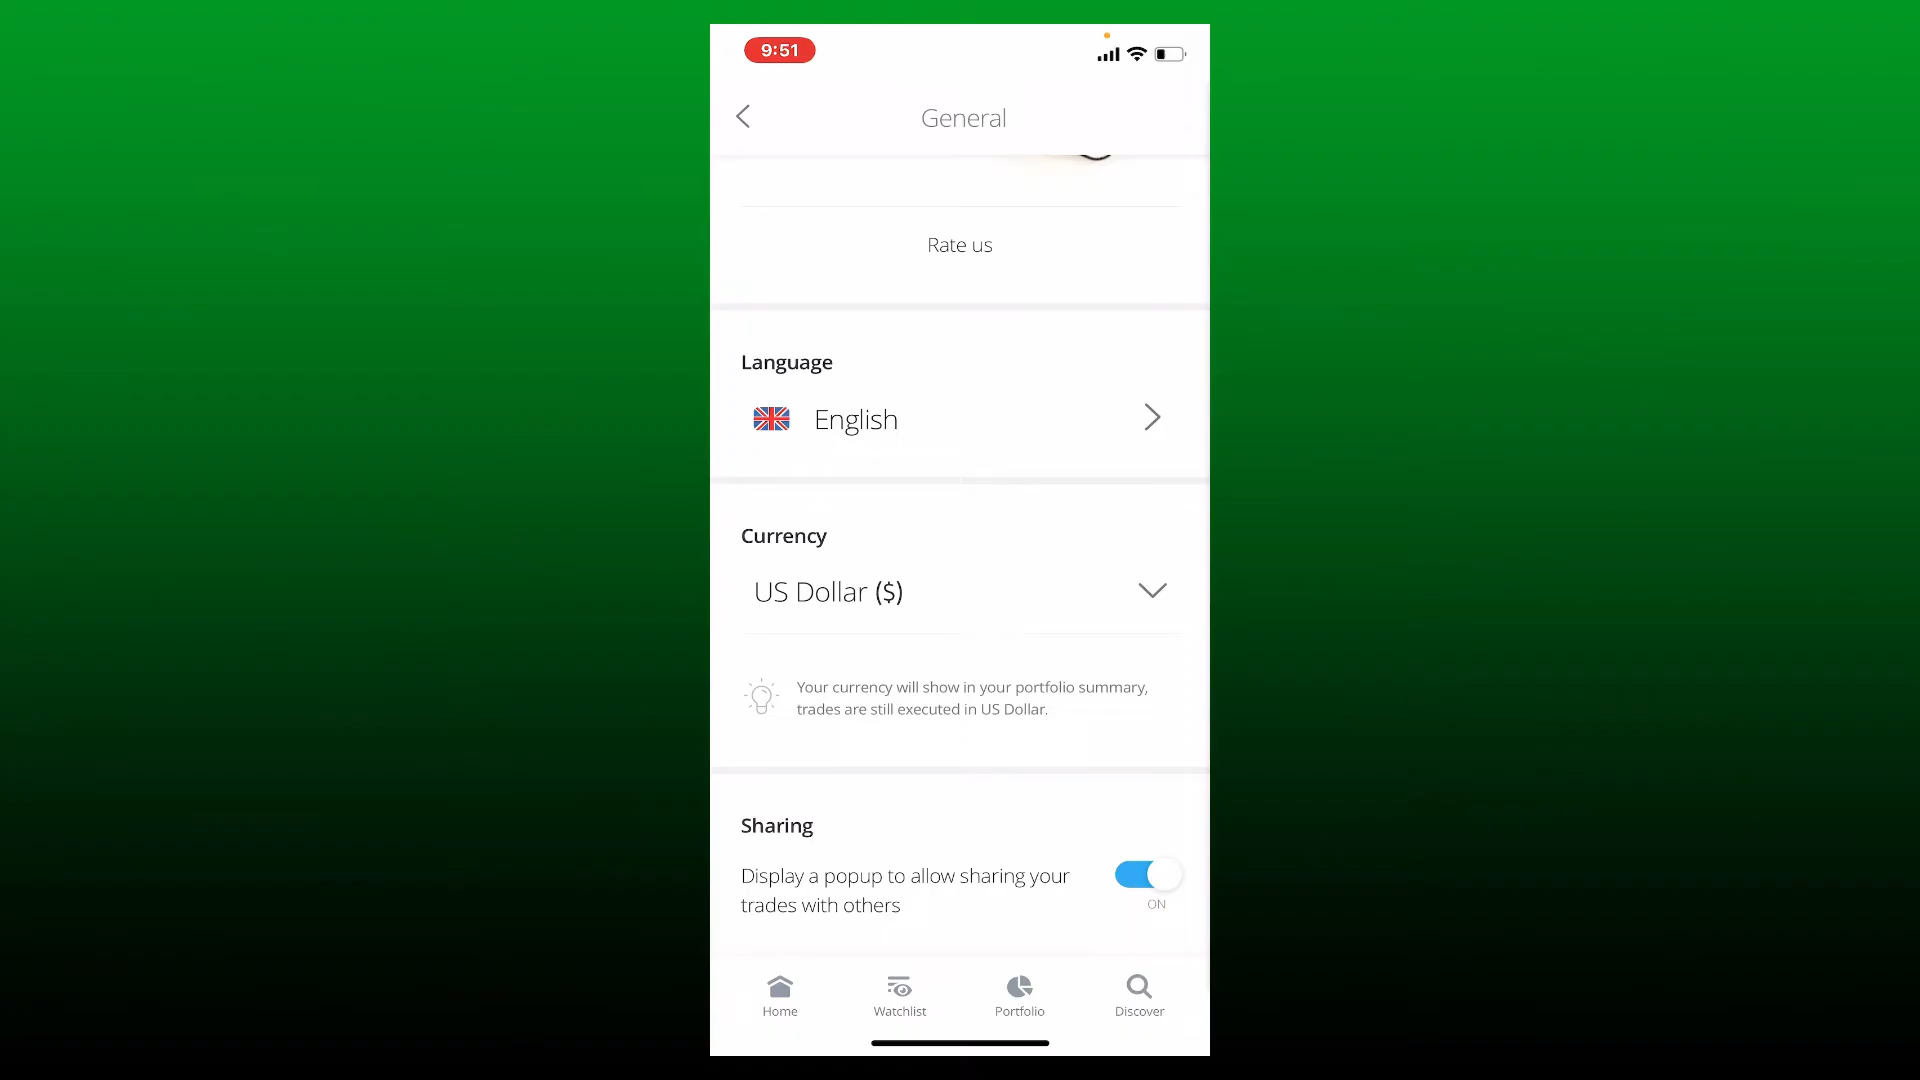 9:51
General
Rate us
Language
English
Currency
US Dollar ($)
Your currency will show in your portfolio summary,
trades are still executed in US Dollar.
Sharing
Display a popup to allow sharing your
trades with others
ON
Home
Watchlist
Portfolio
Discover